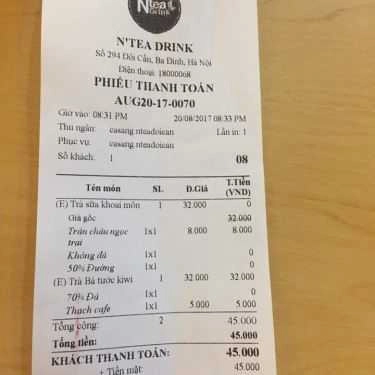 Ntea
Drink
N'TEA DRINK
Số 294 Đội Cấn, Ba Đình, Hà Nội
Điện thoại: 18000068
PHIẾU THANH TOÁN
AUG20-17-0070
Giờ vào: 08:31 PM 20/08/2017 08:33 PM
Thu ngân: casang nteadoican Lần in: 1
Phục vụ: casang nteadoican
Số khách: 1 08
Tên món SL Đ.Giá T.Tiền (VND)
(E) Trà sữa khoai môn 1 32.000 0
Giá gốc 32.000
Trân châu ngọc trai 1x1 8.000 8.000
Không đá 1x1 0
50% Đường 1x1 0
(E) Trà Bá tước kiwi 1 32.000 32.000
70% Đá 1x1 0
Thạch cafe 1x1 5.000 5.000
Tổng cộng: 2 45.000
Tổng tiền: 45.000
KHÁCH THANH TOÁN: 45.000
+ Tiền mặt: 45.000